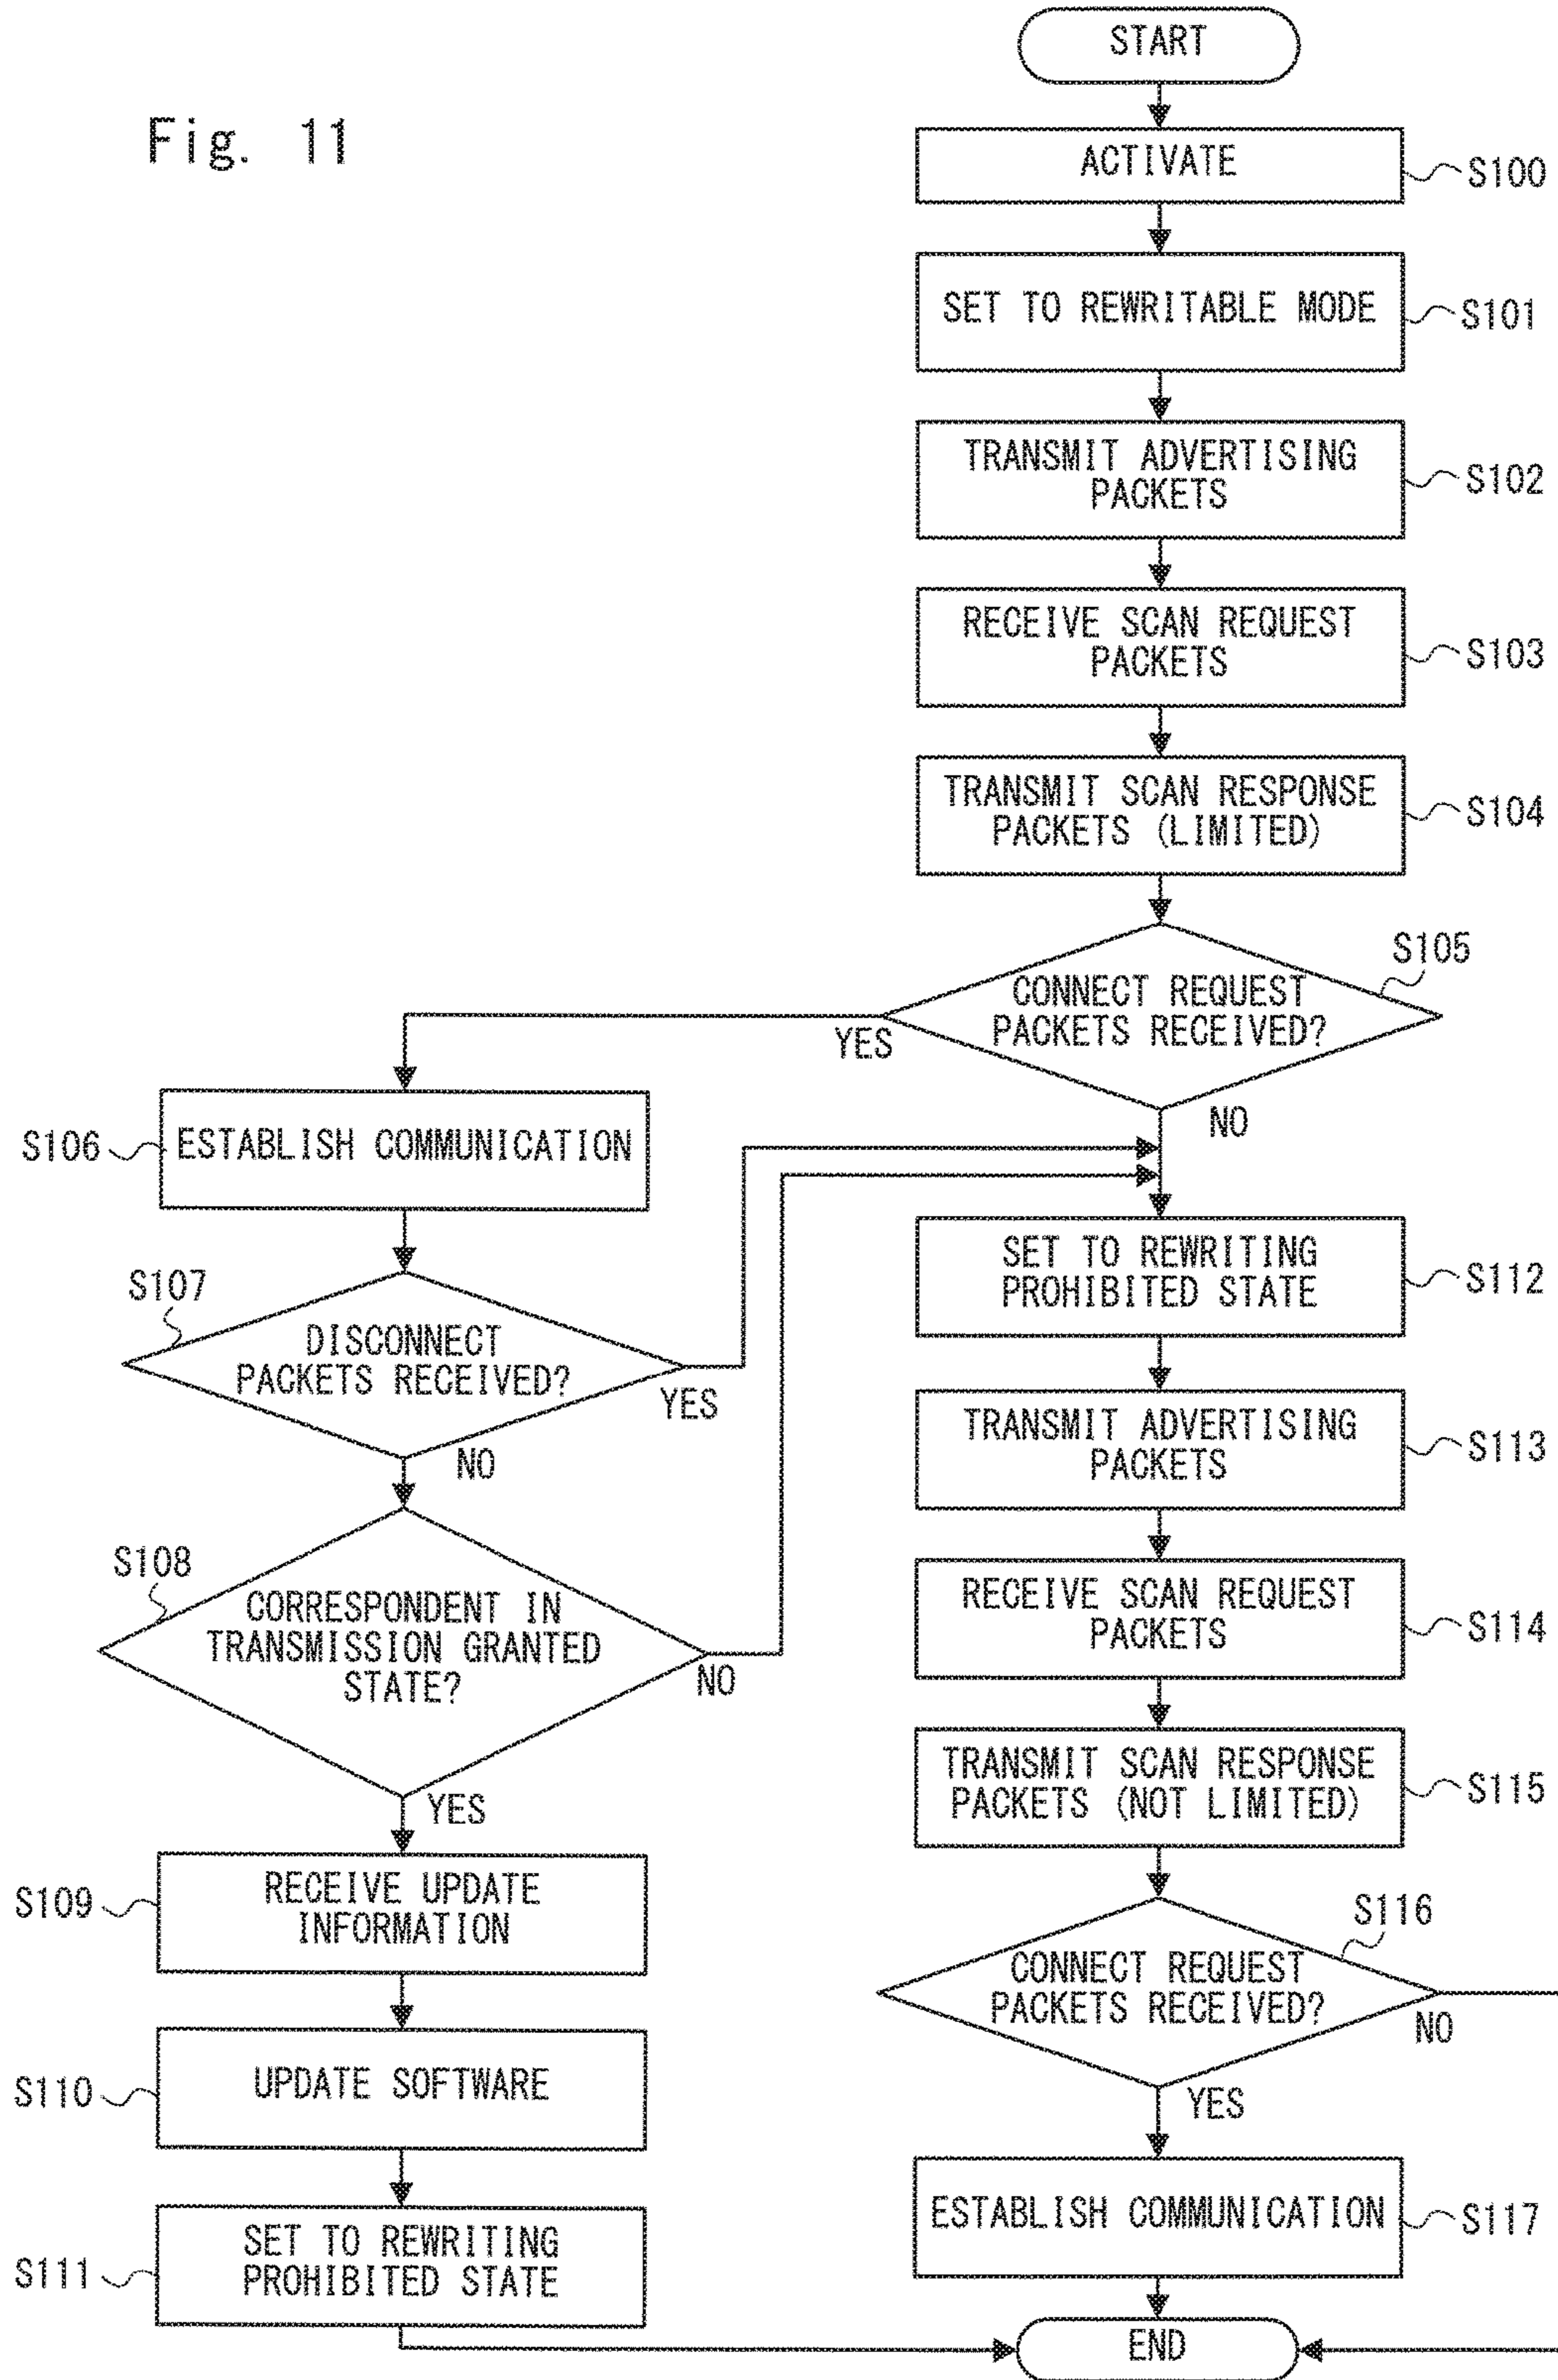 Fig. 11
START
ACTIVATE
S100
SET TO REWRITABLE MODE
S101
TRANSMIT ADVERTISING
PACKETS
S102
RECEIVE SCAN REQUEST
PACKETS
S103
TRANSMIT SCAN RESPONSE
PACKETS (LIMITED)
S104
S105
CONNECT REQUEST
PACKETS RECEIVED?
YES
NO
S106
ESTABLISH COMMUNICATION
S107
DISCONNECT
PACKETS RECEIVED?
YES
NO
S108
CORRESPONDENT IN
TRANSMISSION GRANTED
STATE?
NO
YES
S109
RECEIVE UPDATE
INFORMATION
S110
UPDATE SOFTWARE
S111
SET TO REWRITING
PROHIBITED STATE
SET TO REWRITING
PROHIBITED STATE
S112
TRANSMIT ADVERTISING
PACKETS
S113
RECEIVE SCAN REQUEST
PACKETS
S114
TRANSMIT SCAN RESPONSE
PACKETS (NOT LIMITED)
S115
S116
CONNECT REQUEST
PACKETS RECEIVED?
NO
YES
ESTABLISH COMMUNICATION
S117
END